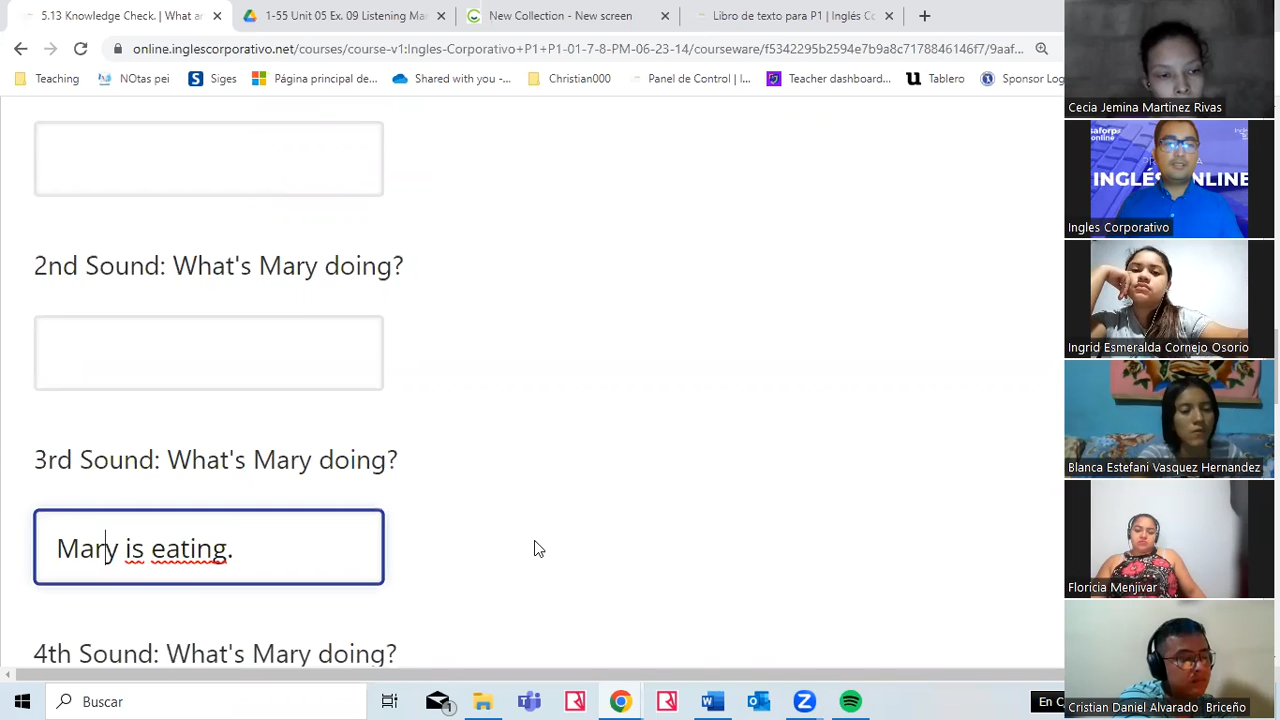 5.13 Knowledge Check. | What a
1-55 Unit 05 Ex. 09 Listening Ma
New Collection - New screen
Libro de texto para P1 | Inglés Co
online.inglescorporativo.net/courses/course-v1:Ingles-Corporativo+P1+P1-01-7-8-PM-06-23-14/courseware/f5342295b2594e7b9a8c7178846146f7/9aaf...
Teaching
NOtas pei
Siges
Página principal de...
Shared with you -...
Christian000
Panel de Control | I...
Teacher dashboard...
Tablero
Sponsor Log
2nd Sound: What's Mary doing?
3rd Sound: What's Mary doing?
Mary is eating.
4th Sound: What's Mary doing?
Buscar
1
En C
Cecia Jemina Martinez Rivas
INGLÉS ONLINE
Ingles Corporativo
Ingrid Esmeralda Cornejo Osorio
Blanca Estefani Vasquez Hernandez
Floricia Menjivar
Cristian Daniel Alvarado Briceño